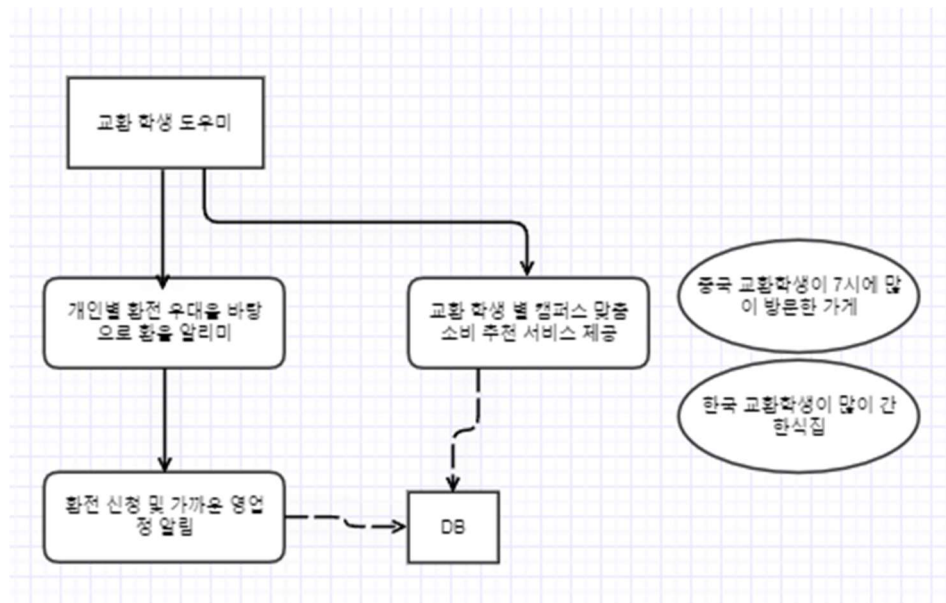 교환 학생 도우미
개인별 환전 우대율 바탕
으로 환율 알리미
교환 학생 별 캠퍼스 맞춤
소비 추천 서비스 제공
중국 교환학생이 7시에 많
이 방문한 가게
한국 교환학생이 많이 간
한식집
환전 신청 및 가까운 영업
정 알림
DB